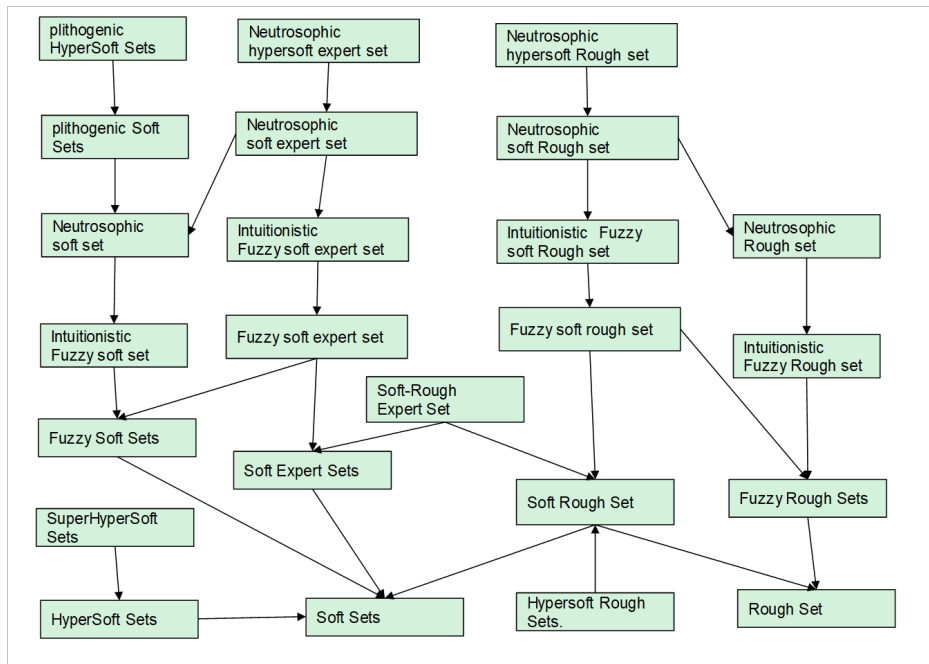 plithogenic
HyperSoft Sets
Neutrosophic
hypersoft expert set
Neutrosophic
hypersoft Rough set
plithogenic Soft
Sets
Neutrosophic
soft expert set
Neutrosophic
soft Rough set
Neutrosophic
soft set
Intuitionistic
Fuzzy soft expert set
Intuitionistic Fuzzy
soft Rough set
Neutrosophic
Rough set
Intuitionistic
Fuzzy soft set
Fuzzy soft expert set
Fuzzy soft rough set
Intuitionistic
Fuzzy Rough set
Soft-Rough
Expert Set
Fuzzy Soft Sets
Soft Expert Sets
Soft Rough Set
Fuzzy Rough Sets
SuperHyperSoft
Sets
HyperSoft Sets
Soft Sets
Hypersoft Rough
Sets.
Rough Set